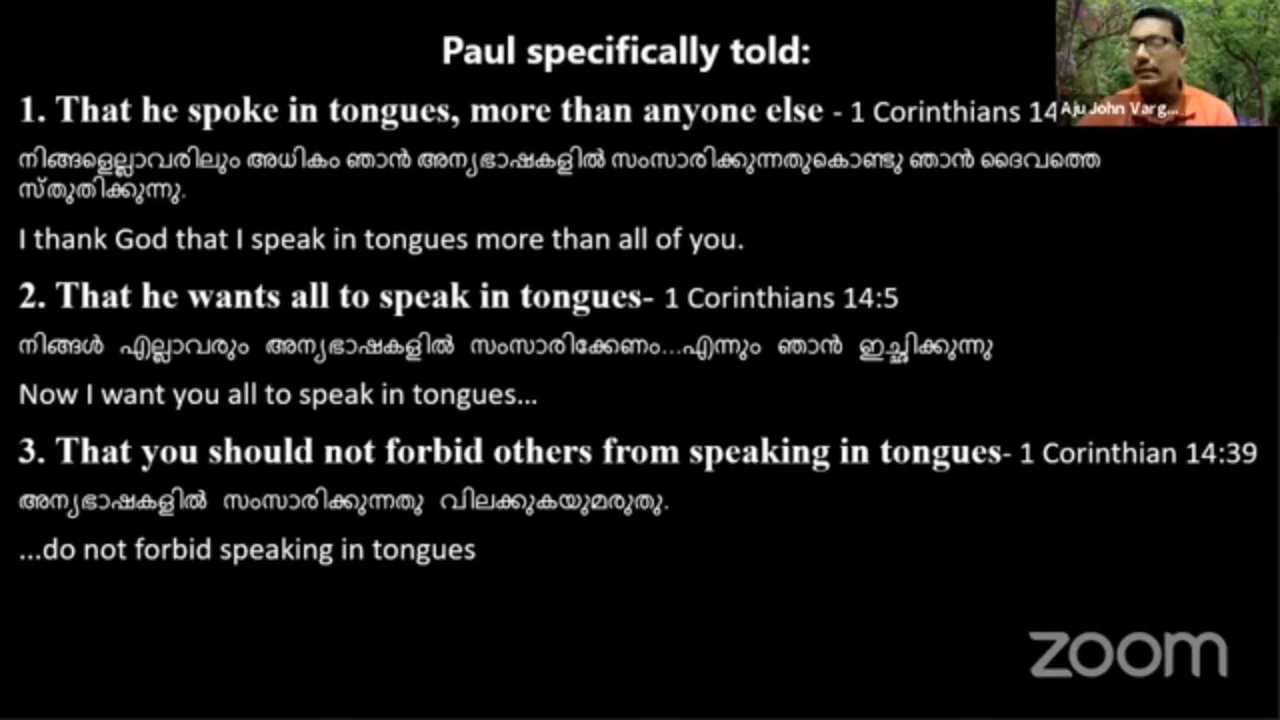 Paul specifically told:
1. That he spoke in tongues, more than anyone else - 1 Corinthians 14
Aju John Varg...
നിങ്ങളെല്ലാവരിലും അധികം ഞാൻ അന്യഭാഷകളിൽ സംസാരിക്കുന്നതുകൊണ്ടു ഞാൻ ദൈവത്തെ
സ്തുതിക്കുന്നു.
I thank God that I speak in tongues more than all of you.
2. That he wants all to speak in tongues- 1 Corinthians 14:5
നിങ്ങൾ എല്ലാവരും അന്യഭാഷകളിൽ സംസാരിക്കേണം...എന്നും ഞാൻ ഇച്ഛിക്കുന്നു
Now I want you all to speak in tongues...
3. That you should not forbid others from speaking in tongues- 1 Corinthian 14:39
അന്യഭാഷകളിൽ സംസാരിക്കുന്നതു വിലക്കുകയുമരുതു.
...do not forbid speaking in tongues
zoom